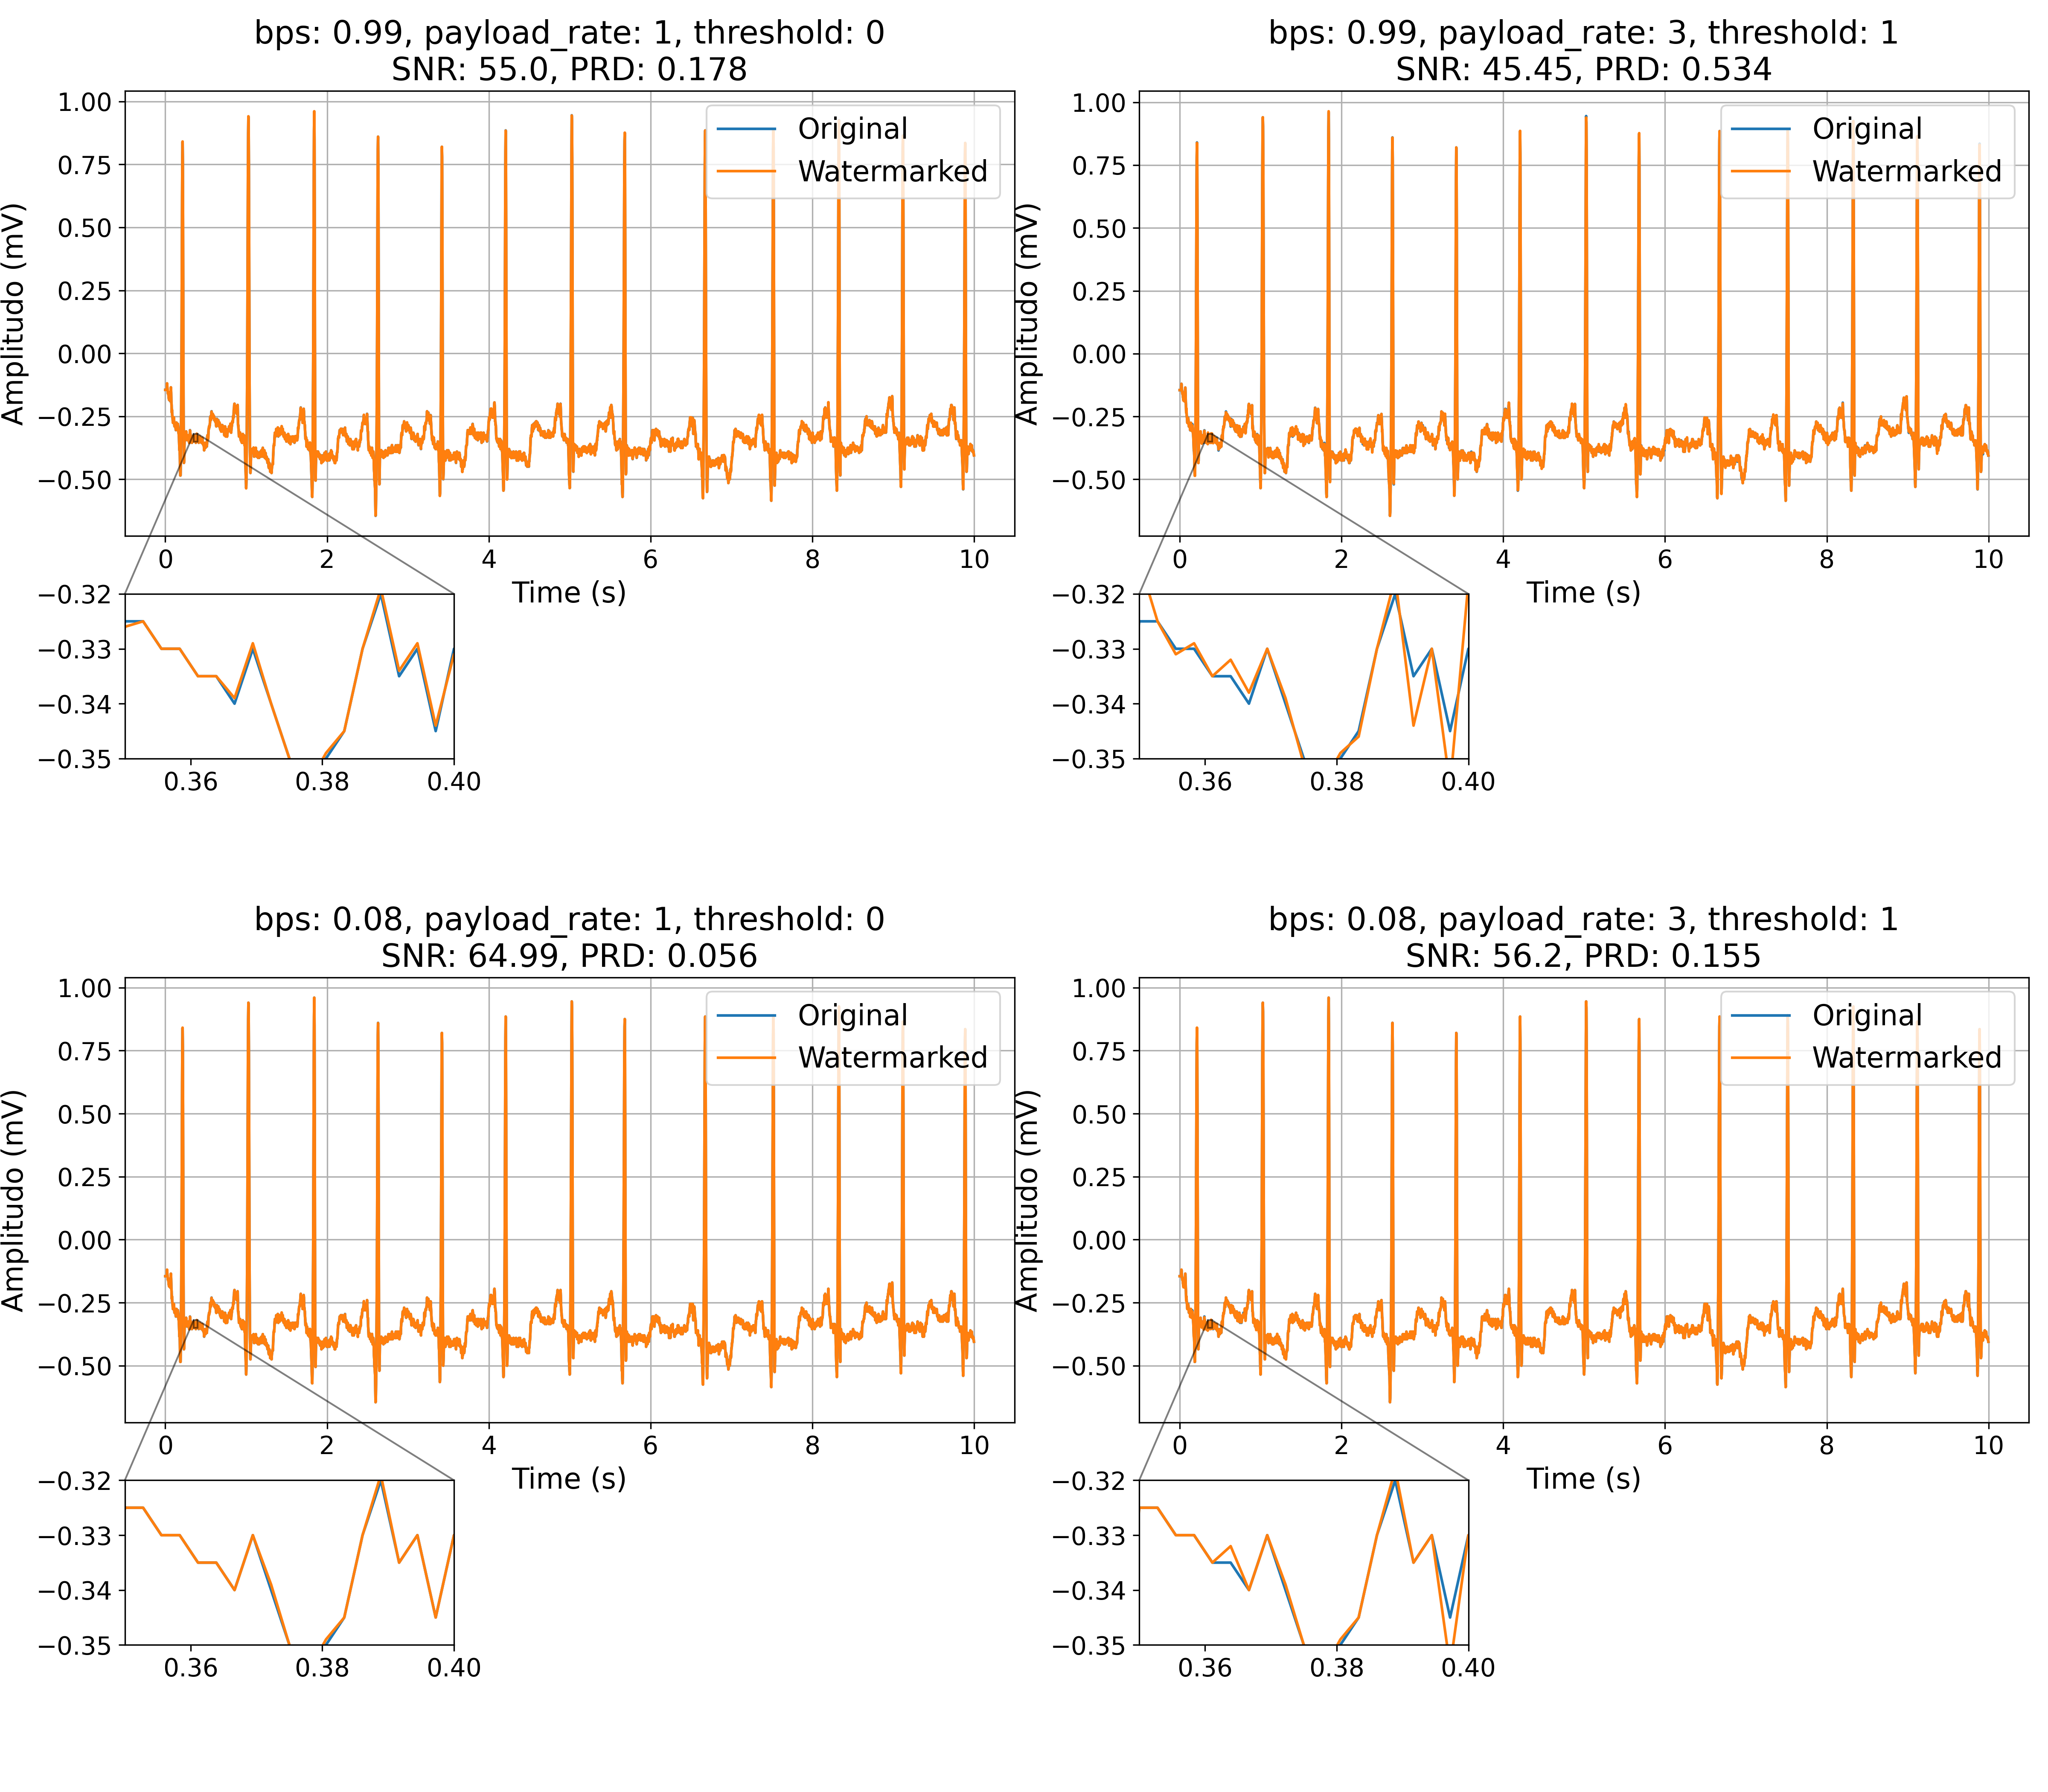 bps: 0.99, payload_rate: 1, threshold: 0
SNR: 55.0, PRD: 0.178
1.00
0.75
0.50
0.25
0.00
−0.25
−0.50
Amplitudo (mV)
Original
Watermarked
0 2 4 6 8 10
Time (s)
−0.32
−0.33
−0.34
−0.35
0.36 0.38 0.40
bps: 0.99, payload_rate: 3, threshold: 1
SNR: 45.45, PRD: 0.534
1.00
0.75
0.50
0.25
0.00
−0.25
−0.50
Amplitudo (mV)
Original
Watermarked
0 2 4 6 8 10
Time (s)
−0.32
−0.33
−0.34
−0.35
0.36 0.38 0.40
bps: 0.08, payload_rate: 1, threshold: 0
SNR: 64.99, PRD: 0.056
1.00
0.75
0.50
0.25
0.00
−0.25
−0.50
Amplitudo (mV)
Original
Watermarked
0 2 4 6 8 10
Time (s)
−0.32
−0.33
−0.34
−0.35
0.36 0.38 0.40
bps: 0.08, payload_rate: 3, threshold: 1
SNR: 56.2, PRD: 0.155
1.00
0.75
0.50
0.25
0.00
−0.25
−0.50
Amplitudo (mV)
Original
Watermarked
0 2 4 6 8 10
Time (s)
−0.32
−0.33
−0.34
−0.35
0.36 0.38 0.40